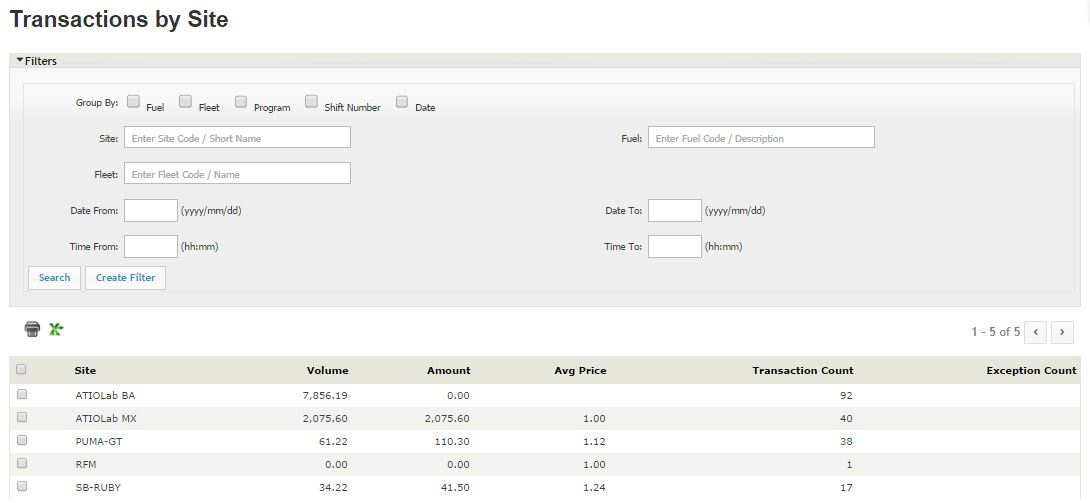 Transactions by Site
Filters
Group By: Fuel Fleet Program Shift Number Date
Site: Enter Site Code / Short Name Fuel: Enter Fuel Code / Description
Fleet: Enter Fleet Code / Name
Date From: (yyyy/mm/dd) Date To: (yyyy/mm/dd)
Time From: (hh:mm) Time To: (hh:mm)
Search Create Filter
1 - 5 of 5 ‹ ›
Site Volume Amount Avg Price Transaction Count Exception Count
ATIOLab BA 7,856.19 0.00 92
ATIOLab MX 2,075.60 2,075.60 1.00 40
PUMA-GT 61.22 110.30 1.12 38
RFM 0.00 0.00 1.00 1
SB-RUBY 34.22 41.50 1.24 17